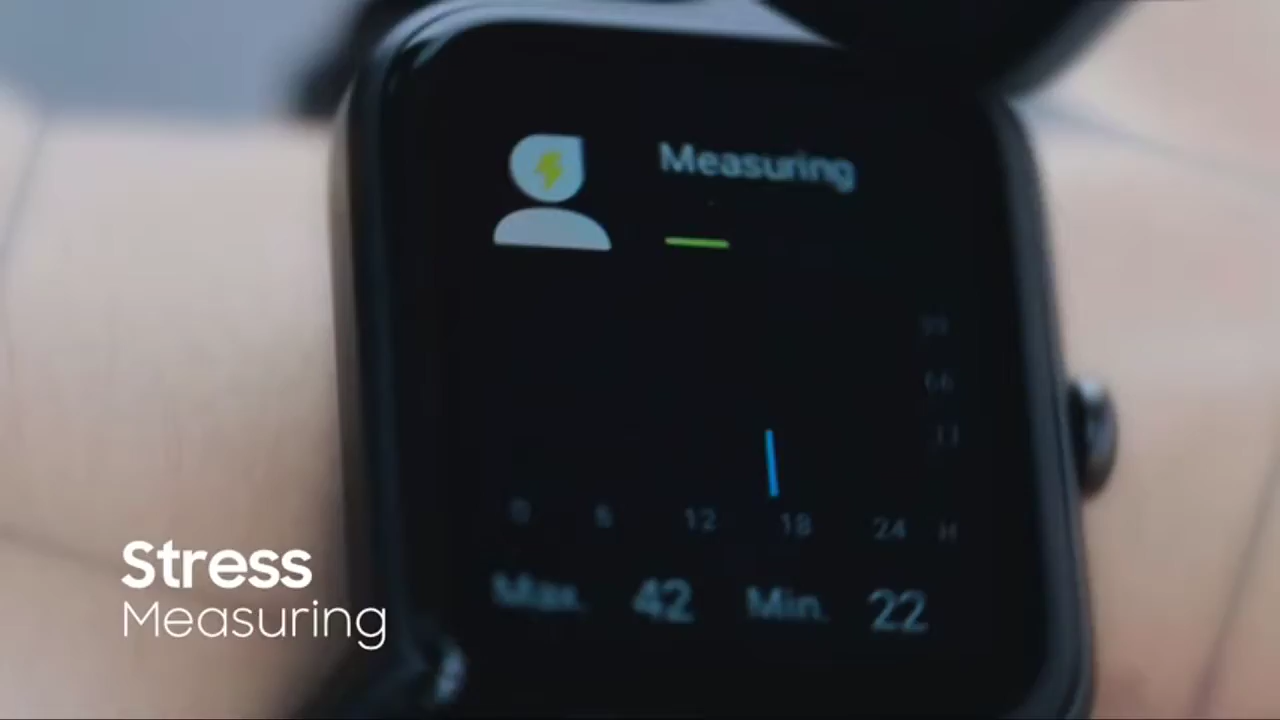 Measuring
0 6 12 18 24 H
Max. 42 Min. 22
Stress
Measuring